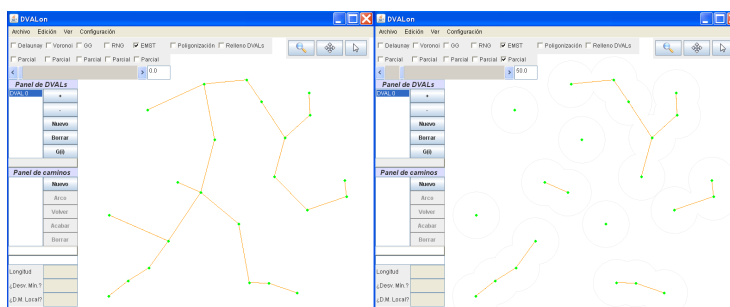 DVALon
Archivo Edición Ver Configuración
Delaunay Voronoi GG RNG EMST Poligonización Relleno DVALs
Parcial Parcial Parcial Parcial Parcial
0.0
Panel de DVALs
DVAL 0
+
-
Nuevo
Borrar
G(i)
Panel de caminos
Nuevo
Arco
Volver
Acabar
Borrar
Longitud
¿Desv. Min.?
¿D.M. Local?
DVALon
Archivo Edición Ver Configuración
Delaunay Voronoi GG RNG EMST Poligonización Relleno DVALs
Parcial Parcial Parcial Parcial Parcial
50.0
Panel de DVALs
DVAL 0
+
-
Nuevo
Borrar
G(i)
Panel de caminos
Nuevo
Arco
Volver
Acabar
Borrar
Longitud
¿Desv. Min.?
¿D.M. Local?